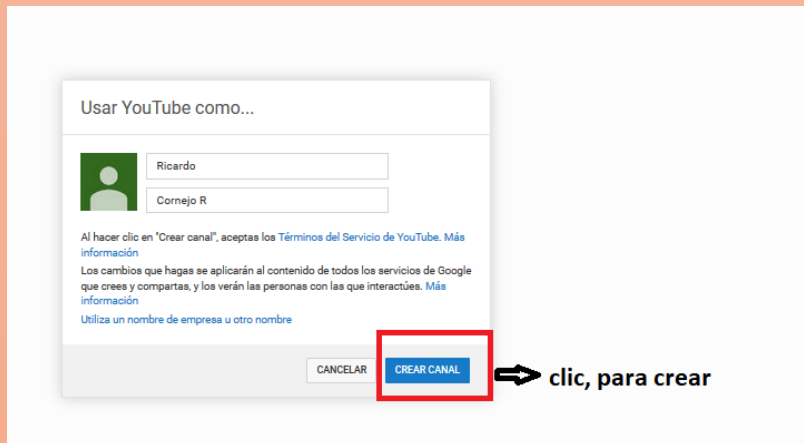 Usar YouTube como...
Ricardo
Cornejo R
Al hacer clic en "Crear canal", aceptas los Términos del Servicio de YouTube. Más
información
Los cambios que hagas se aplicarán al contenido de todos los servicios de Google
que crees y compartas, y los verán las personas con las que interactúes. Más
información
Utiliza un nombre de empresa u otro nombre
CANCELAR CREAR CANAL clic, para crear